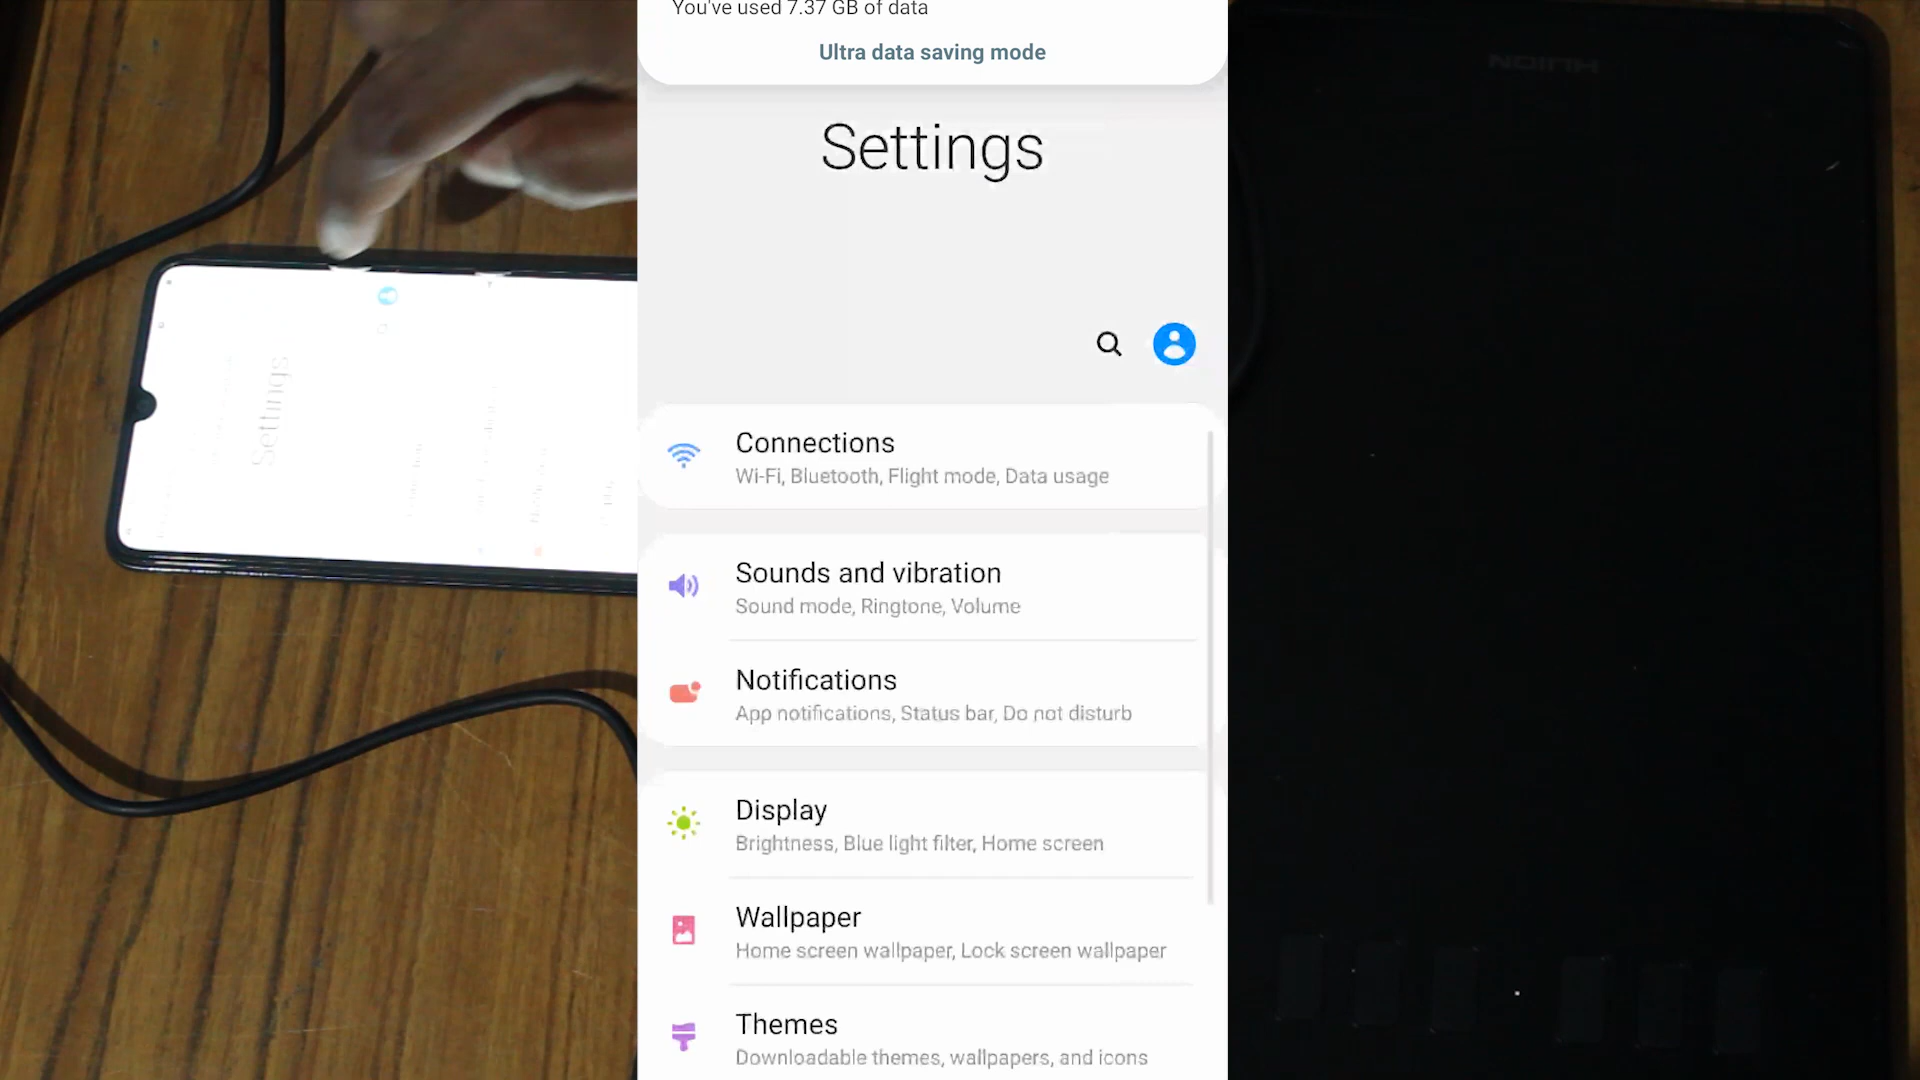 You've used 7.37 GB of data
Ultra data saving mode
Settings
Connections
Wi-Fi, Bluetooth, Flight mode, Data usage
Sounds and vibration
Sound mode, Ringtone, Volume
Notifications
App notifications, Status bar, Do not disturb
Display
Brightness, Blue light filter, Home screen
Wallpaper
Home screen wallpaper, Lock screen wallpaper
Themes
Downloadable themes, wallpapers, and icons
Settings
HUION